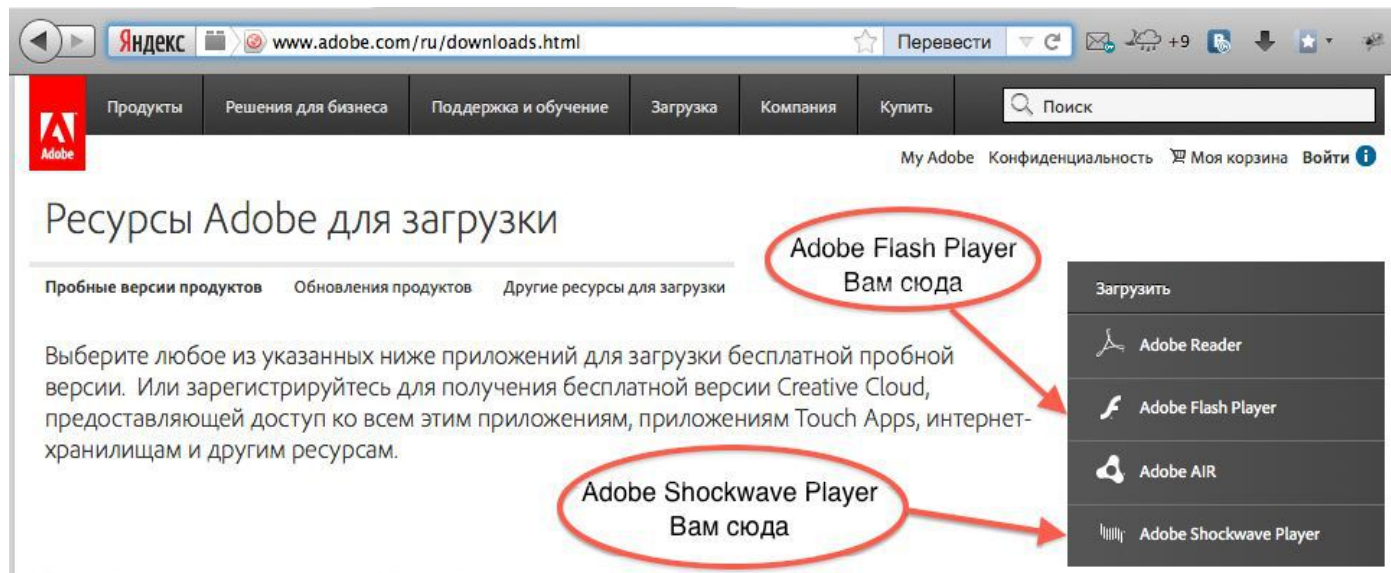 Яндекс www.adobe.com/ru/downloads.html Перевести +9
Продукты Решения для бизнеса Поддержка и обучение Загрузка Компания Купить Поиск
Adobe
My Adobe Конфиденциальность Моя корзина Войти i
Ресурсы Adobe для загрузки
Adobe Flash Player
Вам сюда
Пробные версии продуктов Обновления продуктов Другие ресурсы для загрузки
Загрузить
Adobe Reader
Adobe Flash Player
Adobe AIR
Adobe Shockwave Player
Выберите любое из указанных ниже приложений для загрузки бесплатной пробной
версии. Или зарегистрируйтесь для получения бесплатной версии Creative Cloud,
предоставляющей доступ ко всем этим приложениям, приложениям Touch Apps, интернет-
хранилищам и другим ресурсам.
Adobe Shockwave Player
Вам сюда